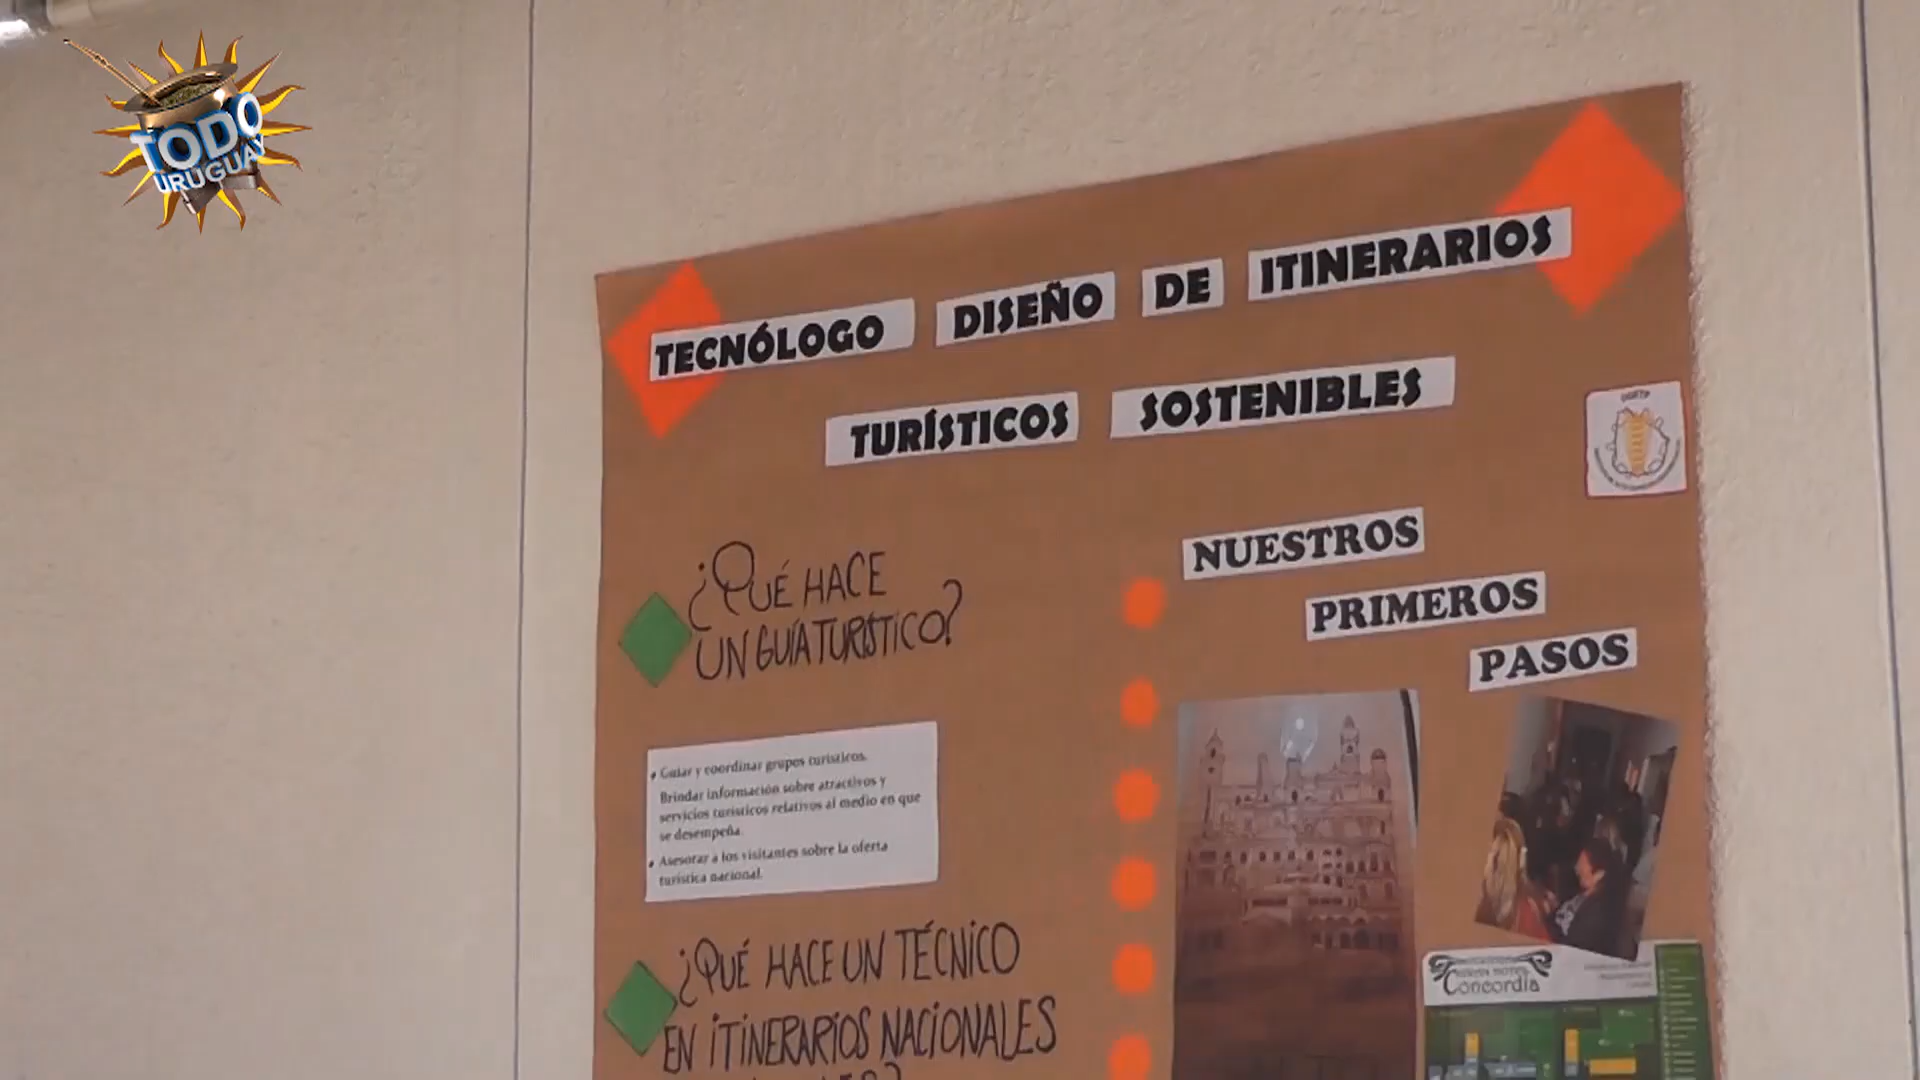 TODO
URUGUAY
TECNÓLOGO DISEÑO DE ITINERARIOS
TURÍSTICOS SOSTENIBLES
¿QUÉ HACE
UN GUÍA TURÍSTICO?
• Guiar y coordinar grupos turísticos.
Brindar información sobre atractivos y
servicios turísticos relativos al medio en que
se desempeña.
• Asesorar a los visitantes sobre la oferta
turística nacional.
¿QUÉ HACE UN TÉCNICO
EN ITINERARIOS NACIONALES
NUESTROS
PRIMEROS
PASOS
Concordia